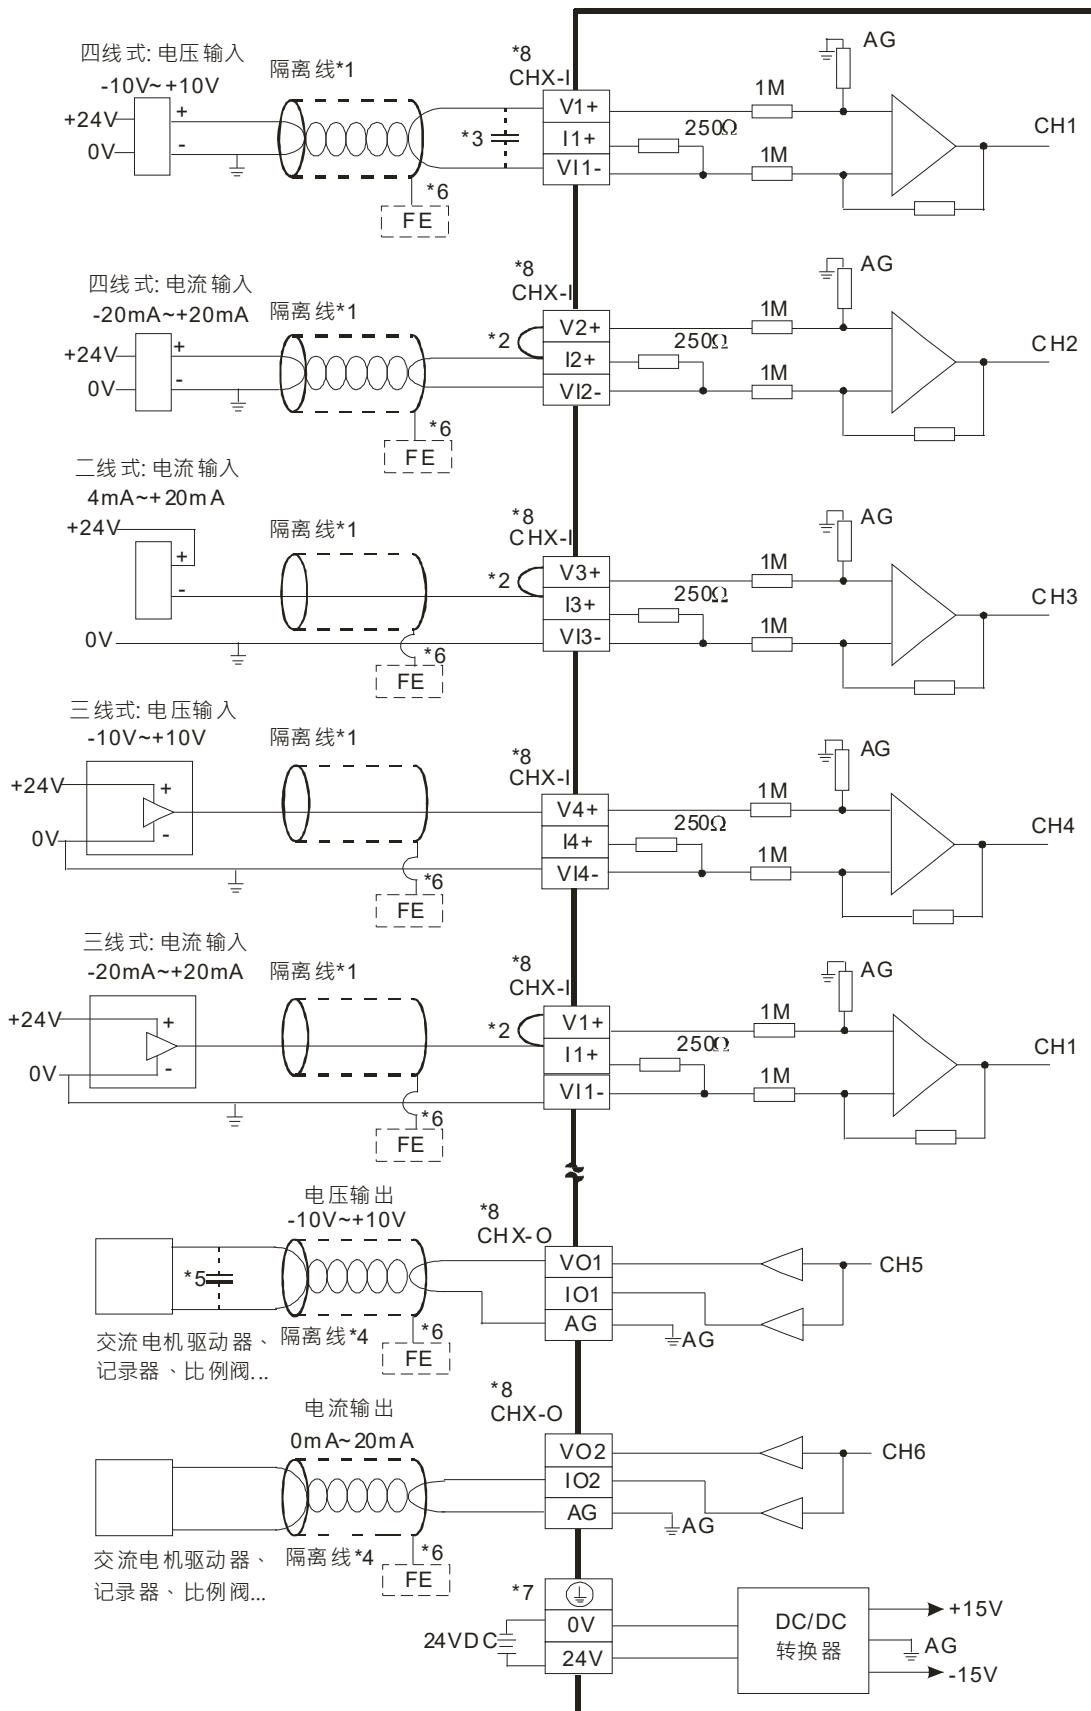 四线式: 电压输入
-10V~+10V
隔离线*1
*8
CHX-I
AG
+24V
0V
+
-
*3
V1+
I1+
VI1-
250Ω
1M
1M
CH1
*6
FE
四线式: 电流输入
-20mA~+20mA
隔离线*1
*8
CHX-I
AG
+24V
0V
+
-
*2
V2+
I2+
VI2-
250Ω
1M
1M
CH2
*6
FE
二线式: 电流输入
4mA~+20mA
+24V
隔离线*1
*8
CHX-I
AG
+
-
0V
*2
V3+
I3+
VI3-
250Ω
1M
1M
CH3
*6
FE
三线式: 电压输入
-10V~+10V
隔离线*1
*8
CHX-I
AG
+24V
0V
+
-
V4+
I4+
VI4-
250Ω
1M
1M
CH4
*6
FE
三线式: 电流输入
-20mA~+20mA
隔离线*1
*8
CHX-I
AG
+24V
0V
+
-
*2
V1+
I1+
VI1-
250Ω
1M
1M
CH1
*6
FE
电压输出
-10V~+10V
*8
CHX-O
*5
VO1
IO1
AG
AG
CH5
交流电机驱动器、
记录器、比例阀...
隔离线*4
*6
FE
电流输出
0mA~20mA
*8
CHX-O
VO2
IO2
AG
AG
CH6
交流电机驱动器、
记录器、比例阀...
隔离线*4
*6
FE
*7
24VDC
0V
24V
DC/DC
转换器
+15V
AG
-15V